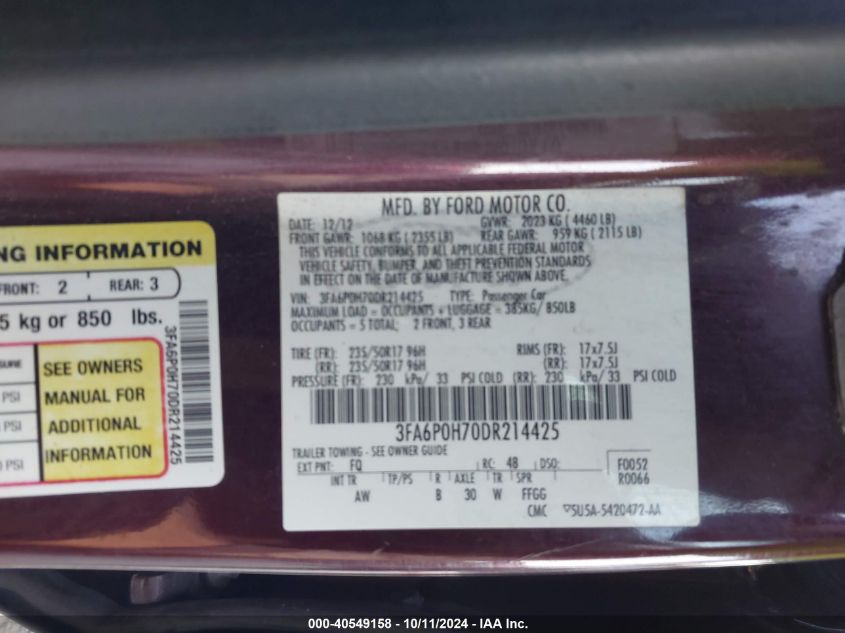 NG INFORMATION
FRONT: 2
REAR: 3
5 kg or 850 lbs.
SURE
PSI
PSI
PSI
SEE OWNERS
MANUAL FOR
ADDITIONAL
INFORMATION
3FA6P0H70DR214425
MFD. BY FORD MOTOR CO.
DATE: 12/12 GVWR: 2023 KG ( 4460 LB)
FRONT GAWR: 1068 KG ( 2355 LB) REAR GAWR: 959 KG ( 2115 LB)
THIS VEHICLE CONFORMS TO ALL APPLICABLE FEDERAL MOTOR
VEHICLE SAFETY, BUMPER, AND THEFT PREVENTION STANDARDS
IN EFFECT ON THE DATE OF MANUFACTURE SHOWN ABOVE.
VIN: 3FA6P0H70DR214425 TYPE: Passenger Car
MAXIMUM LOAD = OCCUPANTS + LUGGAGE = 385KG/ 850LB
OCCUPANTS = 5 TOTAL; 2 FRONT, 3 REAR
TIRE (FR): 235/50R17 96H RIMS (FR): 17x7.5J
(RR): 235/50R17 96H (RR): 17x7.5J
PRESSURE (FR): 230 kPa/ 33 PSI COLD (RR): 230 kPa/ 33 PSI COLD
3FA6P0H70DR214425
TRAILER TOWING - SEE OWNER GUIDE
EXT PNT: FQ RC: 48 DSO: F0052
INT TR TP/PS R AXLE TR SPR R0066
AW B 30 W FFGG
CMC 5U5A-5420472-AA
000-40549158 - 10/11/2024 - IAA Inc.